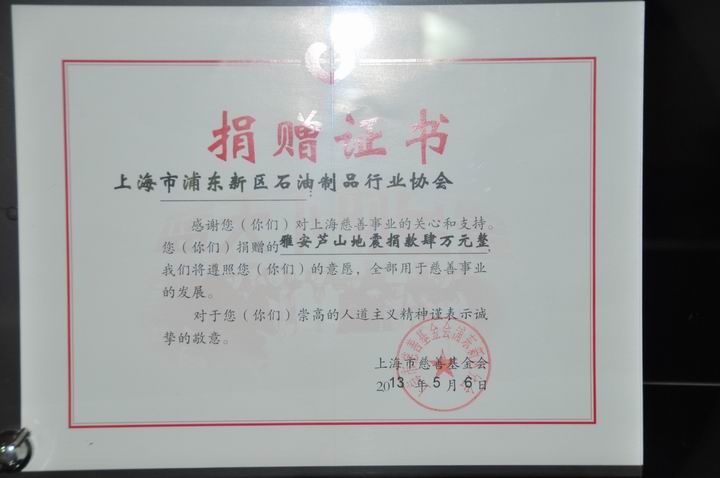 捐赠证书
上海市浦东新区石油制品行业协会:
感谢您(你们)对上海慈善事业的关心和支持。
您(你们)捐赠的雅安芦山地震捐款肆万元整,
我们将遵照您(你们)的意愿,全部用于慈善事业
的发展。
对于您(你们)崇高的人道主义精神谨表示诚
挚的敬意。
上海市慈善基金会
2013年5月6日